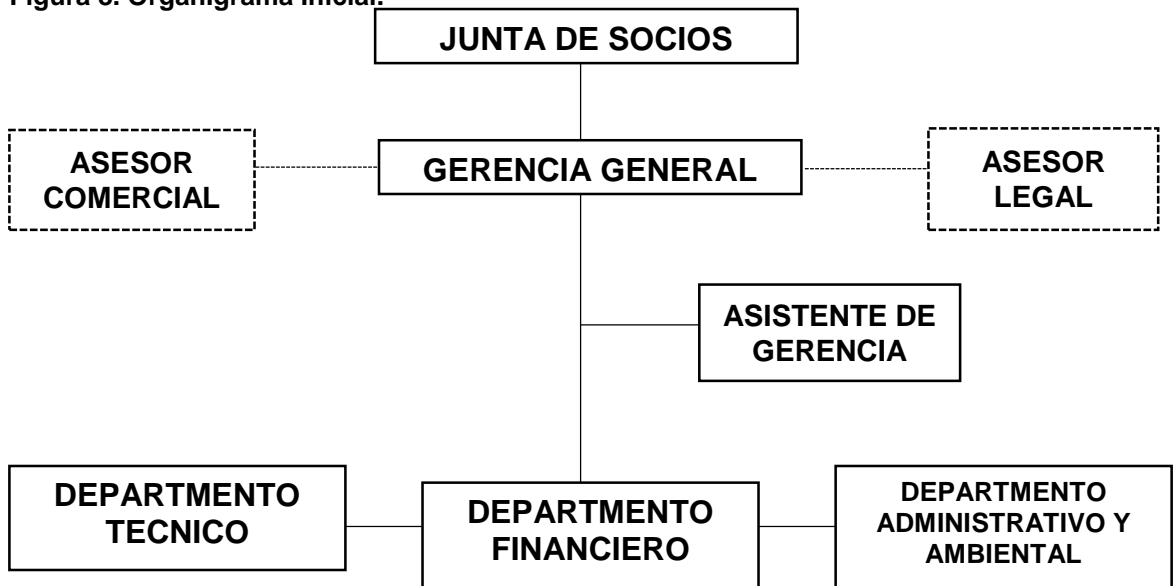 Figura 8. Organigrama Inicial.
JUNTA DE SOCIOS
ASESOR
COMERCIAL
GERENCIA GENERAL
ASESOR
LEGAL
ASISTENTE DE
GERENCIA
DEPARTMENTO
TECNICO
DEPARTMENTO
FINANCIERO
DEPARTMENTO
ADMINISTRATIVO Y
AMBIENTAL